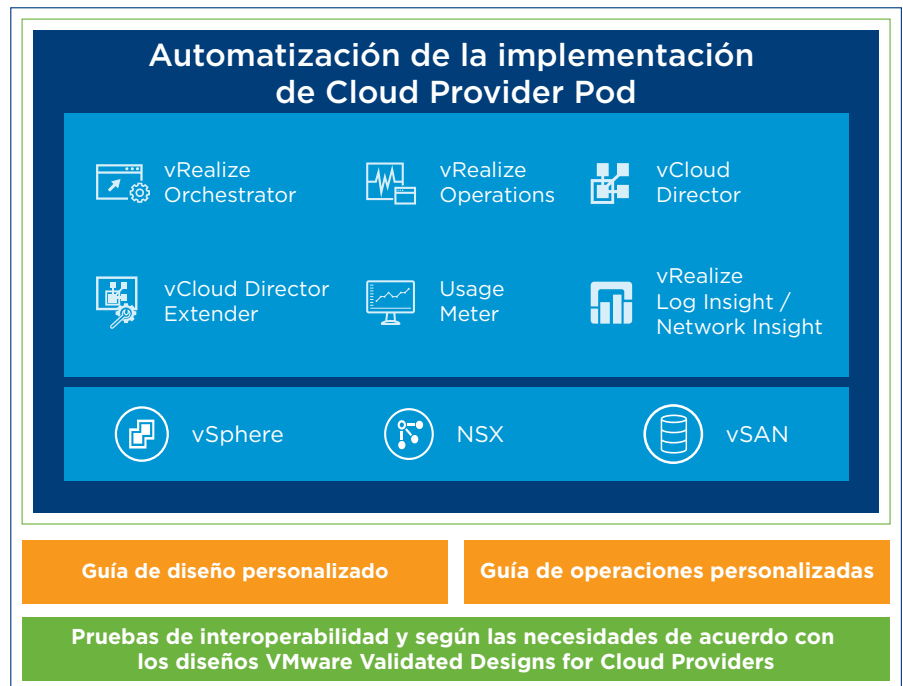 Automatización de la implementación
de Cloud Provider Pod
vRealize
Orchestrator
vRealize
Operations
vCloud
Director
vCloud Director
Extender
Usage
Meter
vRealize
Log Insight /
Network Insight
vSphere
NSX
vSAN
Guía de diseño personalizado
Guía de operaciones personalizadas
Pruebas de interoperabilidad y según las necesidades de acuerdo con
los diseños VMware Validated Designs for Cloud Providers